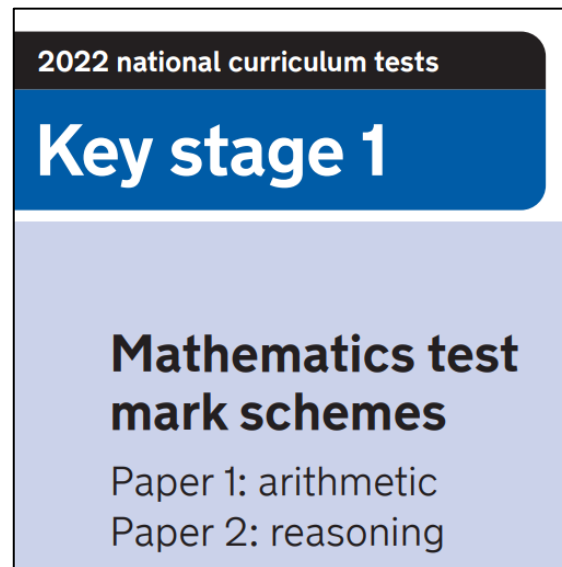 2022 national curriculum tests
Key stage 1
Mathematics test
mark schemes
Paper 1: arithmetic
Paper 2: reasoning